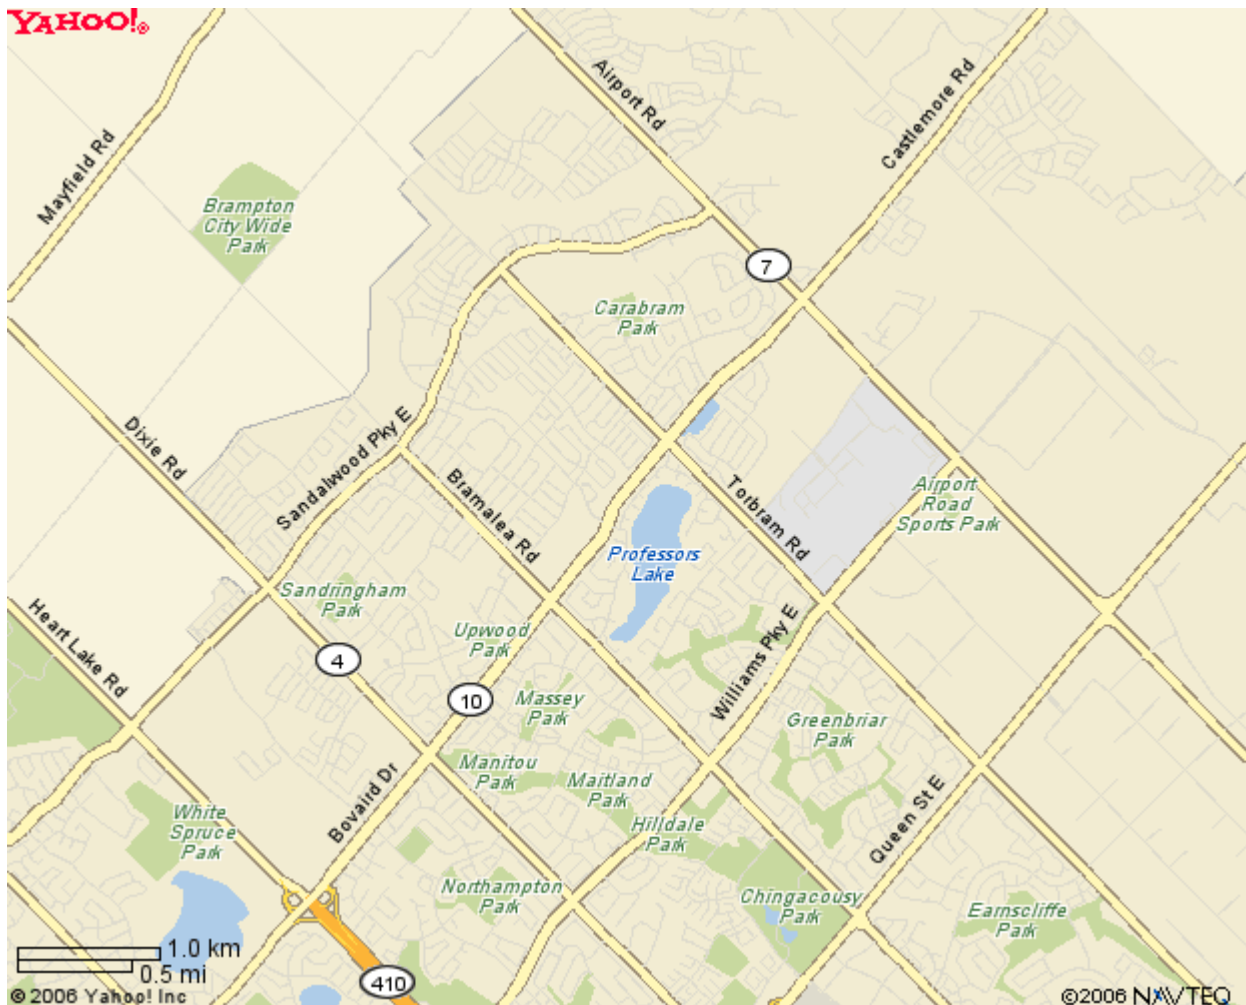 YAHOO!®
Airport Rd
Castlemore Rd
Mayfield Rd
Brampton
City Wide
Park
7
Carabram
Park
Dixie Rd
Sandalwood Pky E
Bramalea Rd
Torbram Rd
Airport
Road
Sports Park
Professors
Lake
Sandringham
Park
Heart Lake Rd
Upwood
Park
4
10
Williams Pky E
Massey
Park
Greenbriar
Park
Manitou
Park
Maitland
Park
Bovaird Dr
White
Spruce
Park
Hilldale
Park
Queen St E
Northampton
Park
Chingacousy
Park
Earnscliffe
Park
1.0 km
0.5 mi
410
© 2006 Yahoo! Inc
©2006 NAVTEQ